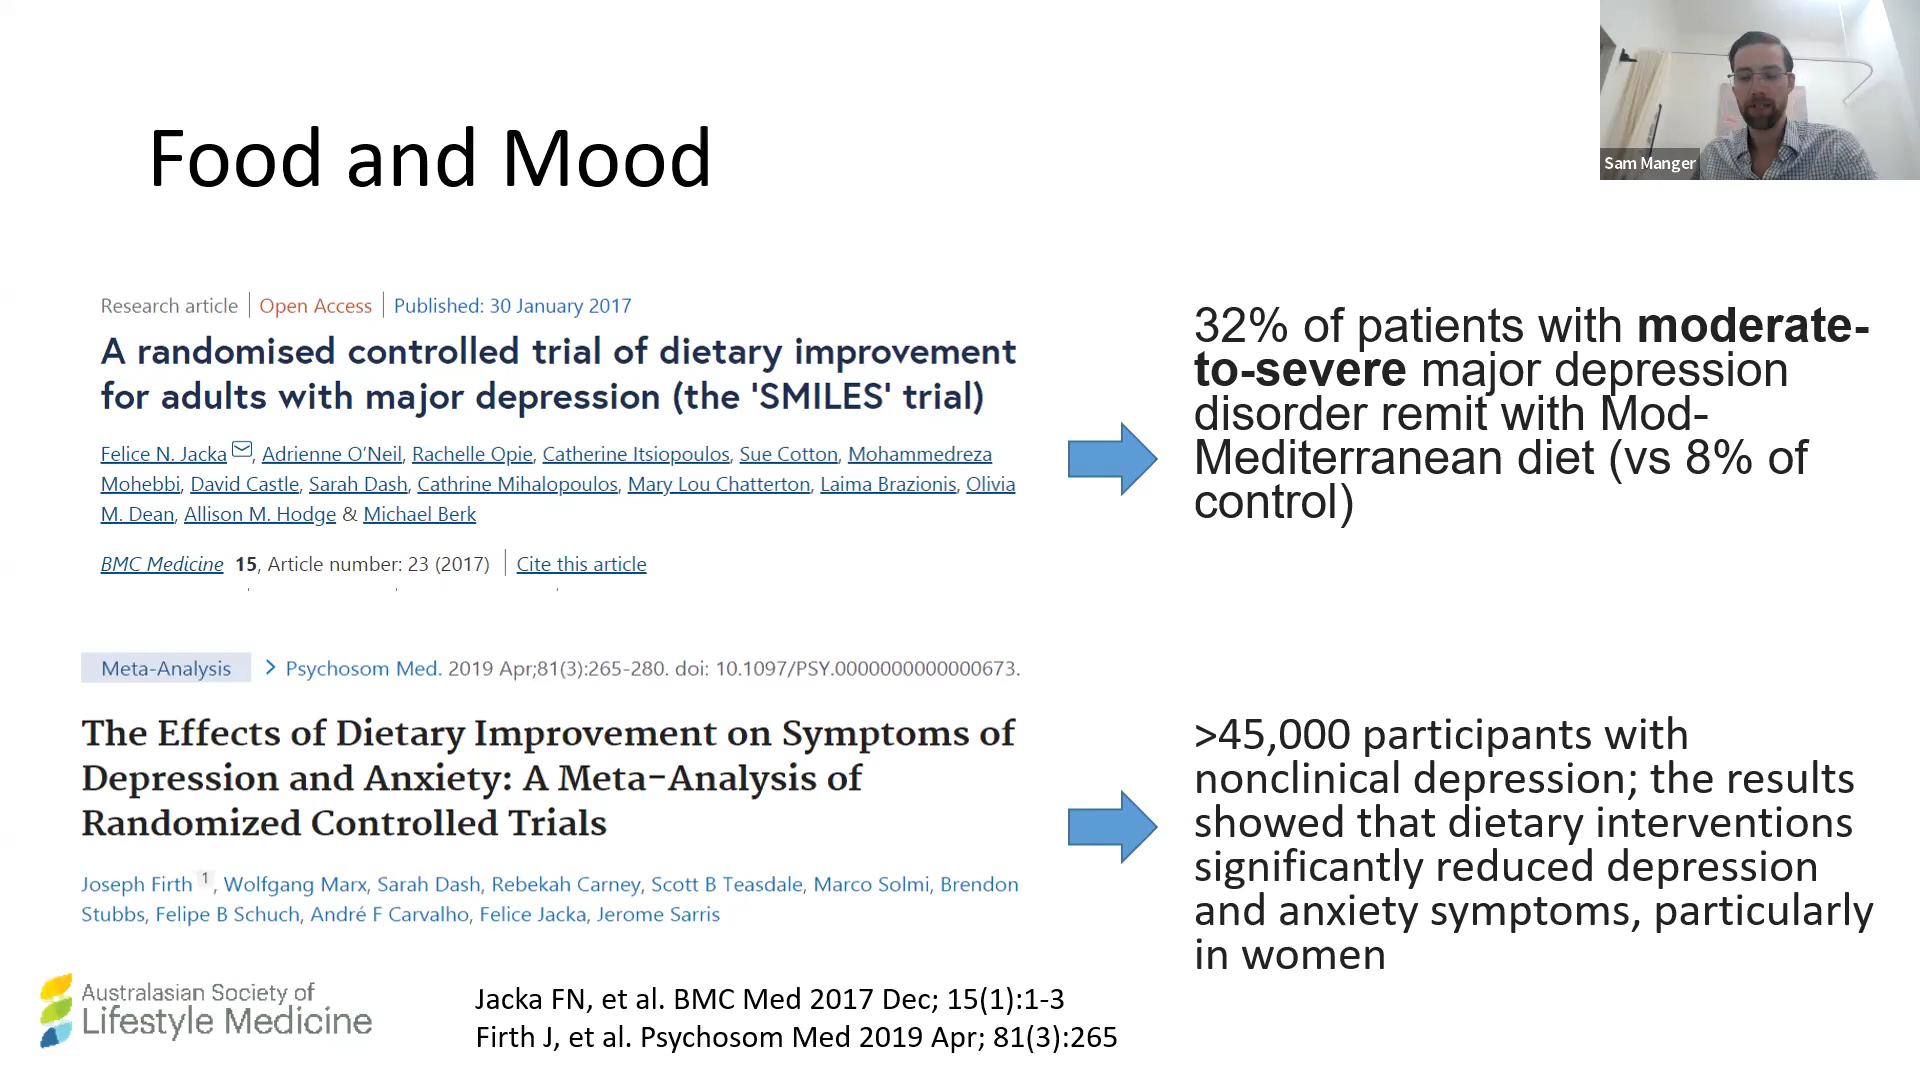 Sam Manger
Food and Mood
Research article | Open Access | Published: 30 January 2017
A randomised controlled trial of dietary improvement
for adults with major depression (the 'SMILES' trial)
Felice N. Jacka, Adrienne O'Neil, Rachelle Opie, Catherine Itsiopoulos, Sue Cotton, Mohammedreza
Mohebbi, David Castle, Sarah Dash, Cathrine Mihalopoulos, Mary Lou Chatterton, Laima Brazionis, Olivia
M. Dean, Allison M. Hodge & Michael Berk
BMC Medicine 15, Article number: 23 (2017) | Cite this article
32% of patients with moderate-
to-severe major depression
disorder remit with Mod-
Mediterranean diet (vs 8% of
control)
Meta-Analysis > Psychosom Med. 2019 Apr;81(3):265-280. doi: 10.1097/PSY.0000000000000673.
The Effects of Dietary Improvement on Symptoms of
Depression and Anxiety: A Meta-Analysis of
Randomized Controlled Trials
Joseph Firth 1, Wolfgang Marx, Sarah Dash, Rebekah Carney, Scott B Teasdale, Marco Solmi, Brendon
Stubbs, Felipe B Schuch, André F Carvalho, Felice Jacka, Jerome Sarris
>45,000 participants with
nonclinical depression; the results
showed that dietary interventions
significantly reduced depression
and anxiety symptoms, particularly
in women
Australasian Society of
Lifestyle Medicine
Jacka FN, et al. BMC Med 2017 Dec; 15(1):1-3
Firth J, et al. Psychosom Med 2019 Apr; 81(3):265